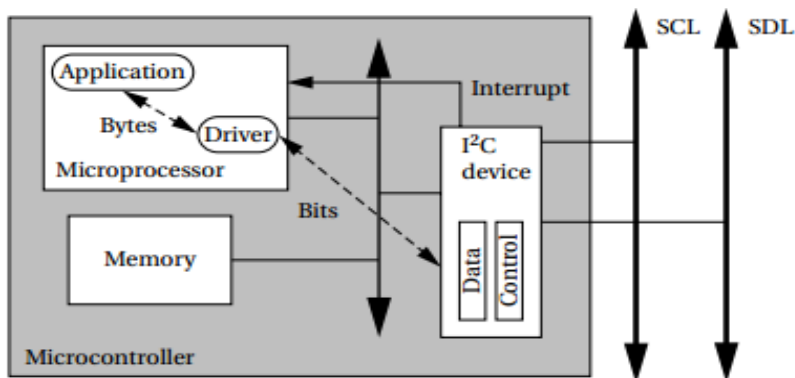 SCL SDL
Application
Interrupt
Bytes
Driver
I²C
device
Microprocessor
Bits
Memory
Data
Control
Microcontroller